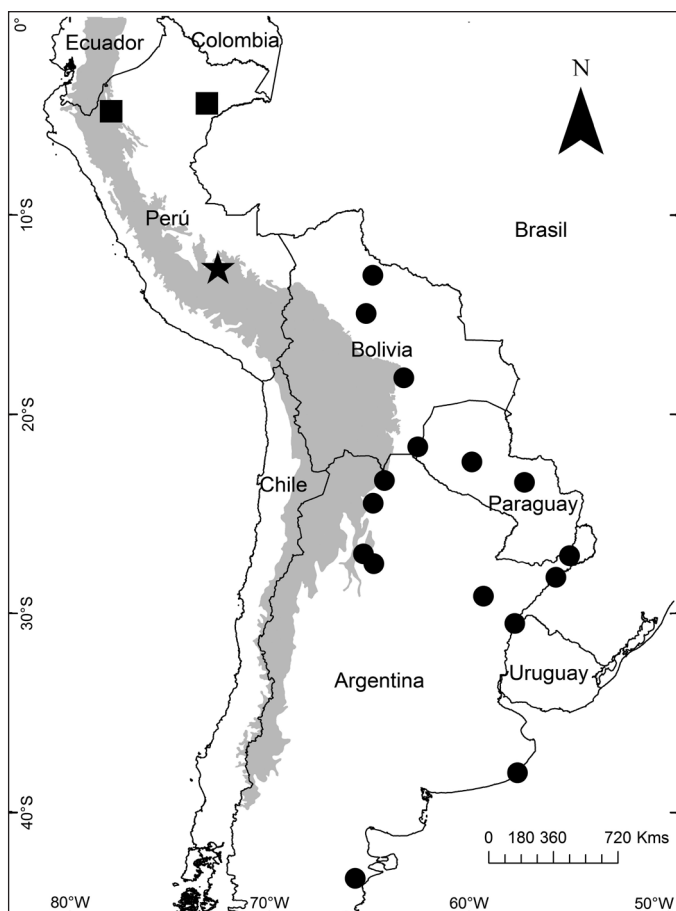 0°
Ecuador
Colombia
N
10°S
Perú
Brasil
Bolivia
20°S
Chile
Paraguay
30°S
Argentina
Uruguay
40°S
0 180 360 720 Kms
80°W 70°W 60°W 50°W